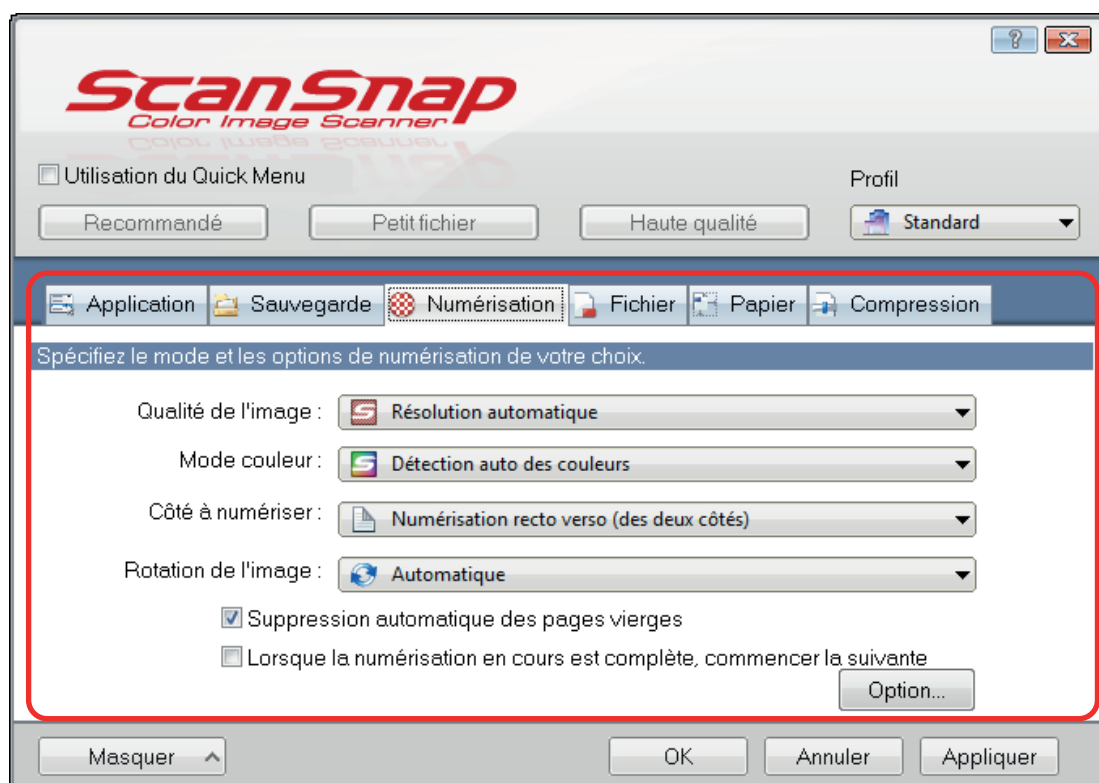 ScanSnap
Color Image Scanner
Utilisation du Quick Menu
Profil
Recommandé Petit fichier Haute qualité Standard
Application Sauvegarde Numérisation Fichier Papier Compression
Spécifiez le mode et les options de numérisation de votre choix.
Qualité de l'image : Résolution automatique
Mode couleur : Détection auto des couleurs
Côté à numériser : Numérisation recto verso (des deux côtés)
Rotation de l'image : Automatique
Suppression automatique des pages vierges
Lorsque la numérisation en cours est complète, commencer la suivante
Option...
Masquer OK Annuler Appliquer